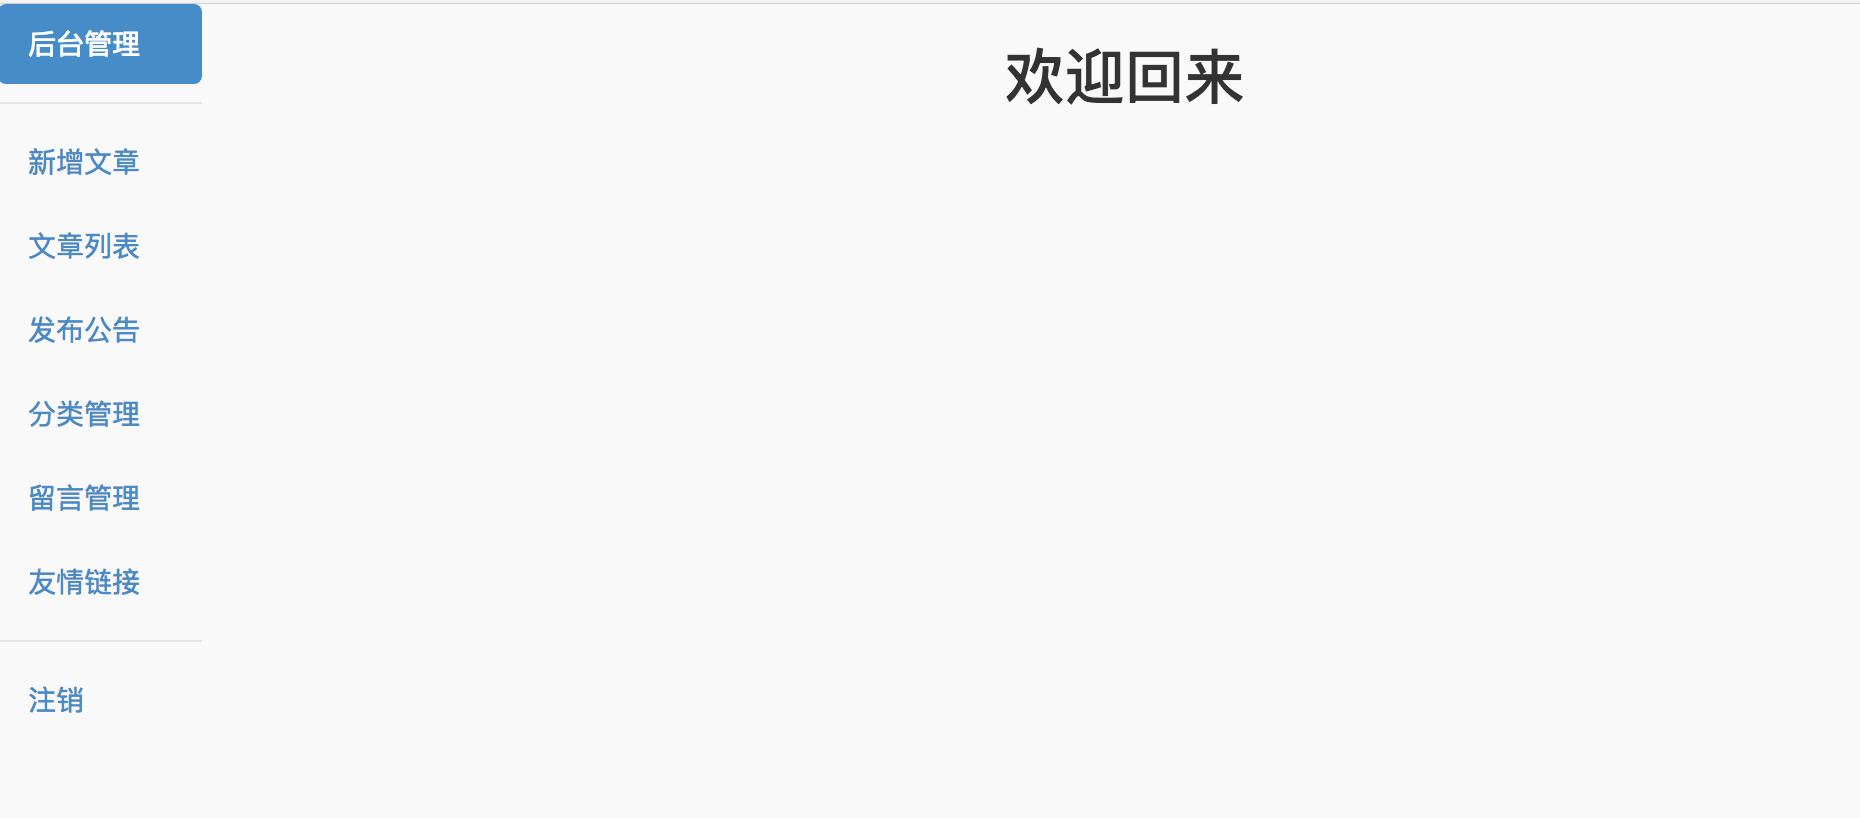 后台管理
欢迎回来
新增文章
文章列表
发布公告
分类管理
留言管理
友情链接
注销